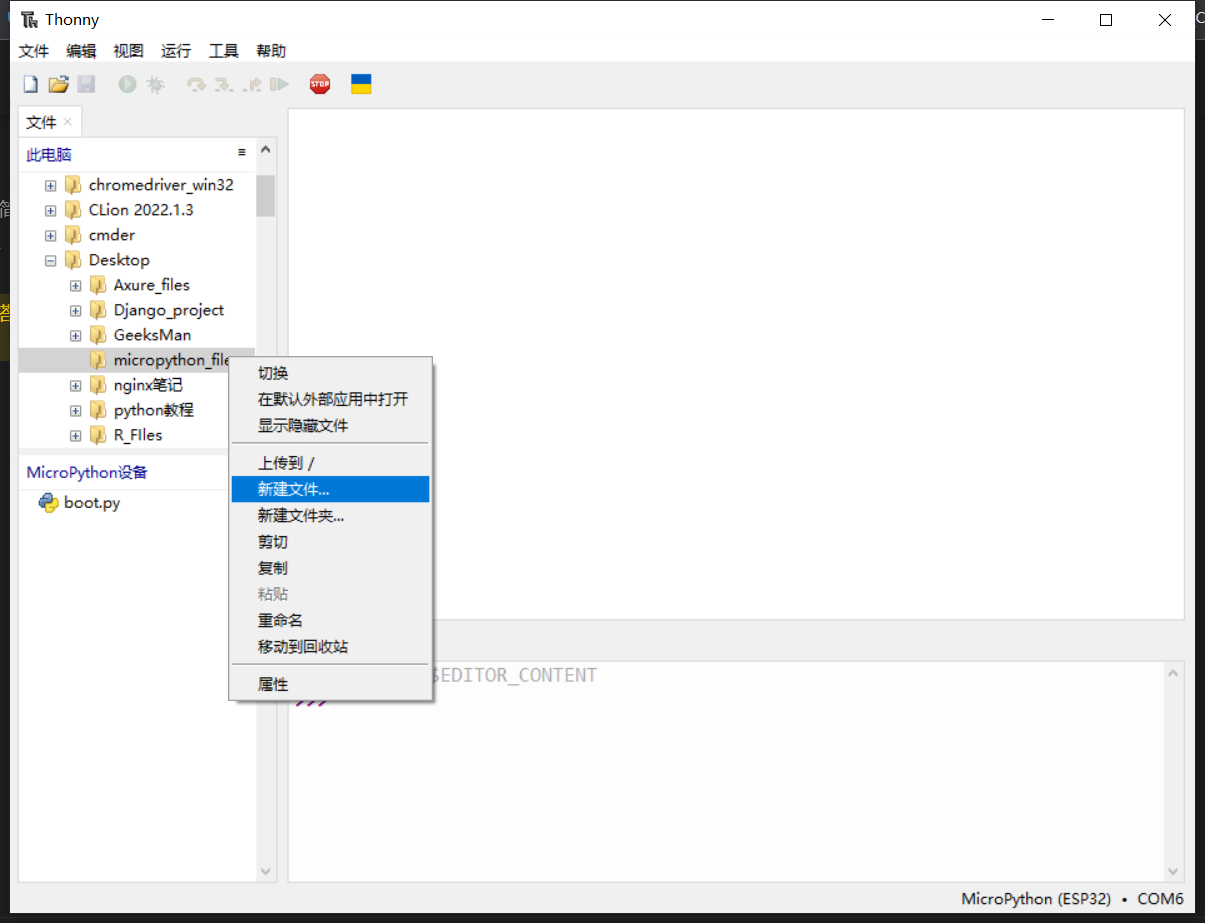 Thonny
文件 编辑 视图 运行 工具 帮助
STOP
文件
此电脑
chromedriver_win32
CLion 2022.1.3
cmder
Desktop
Axure_files
Django_project
GeeksMan
micropython_file
nginx笔记
python教程
R_FIles
MicroPython设备
boot.py
切换
在默认外部应用中打开
显示隐藏文件
上传到 /
新建文件...
新建文件夹...
剪切
复制
粘贴
重命名
移动到回收站
属性
$EDITOR_CONTENT
>>>
MicroPython (ESP32) • COM6